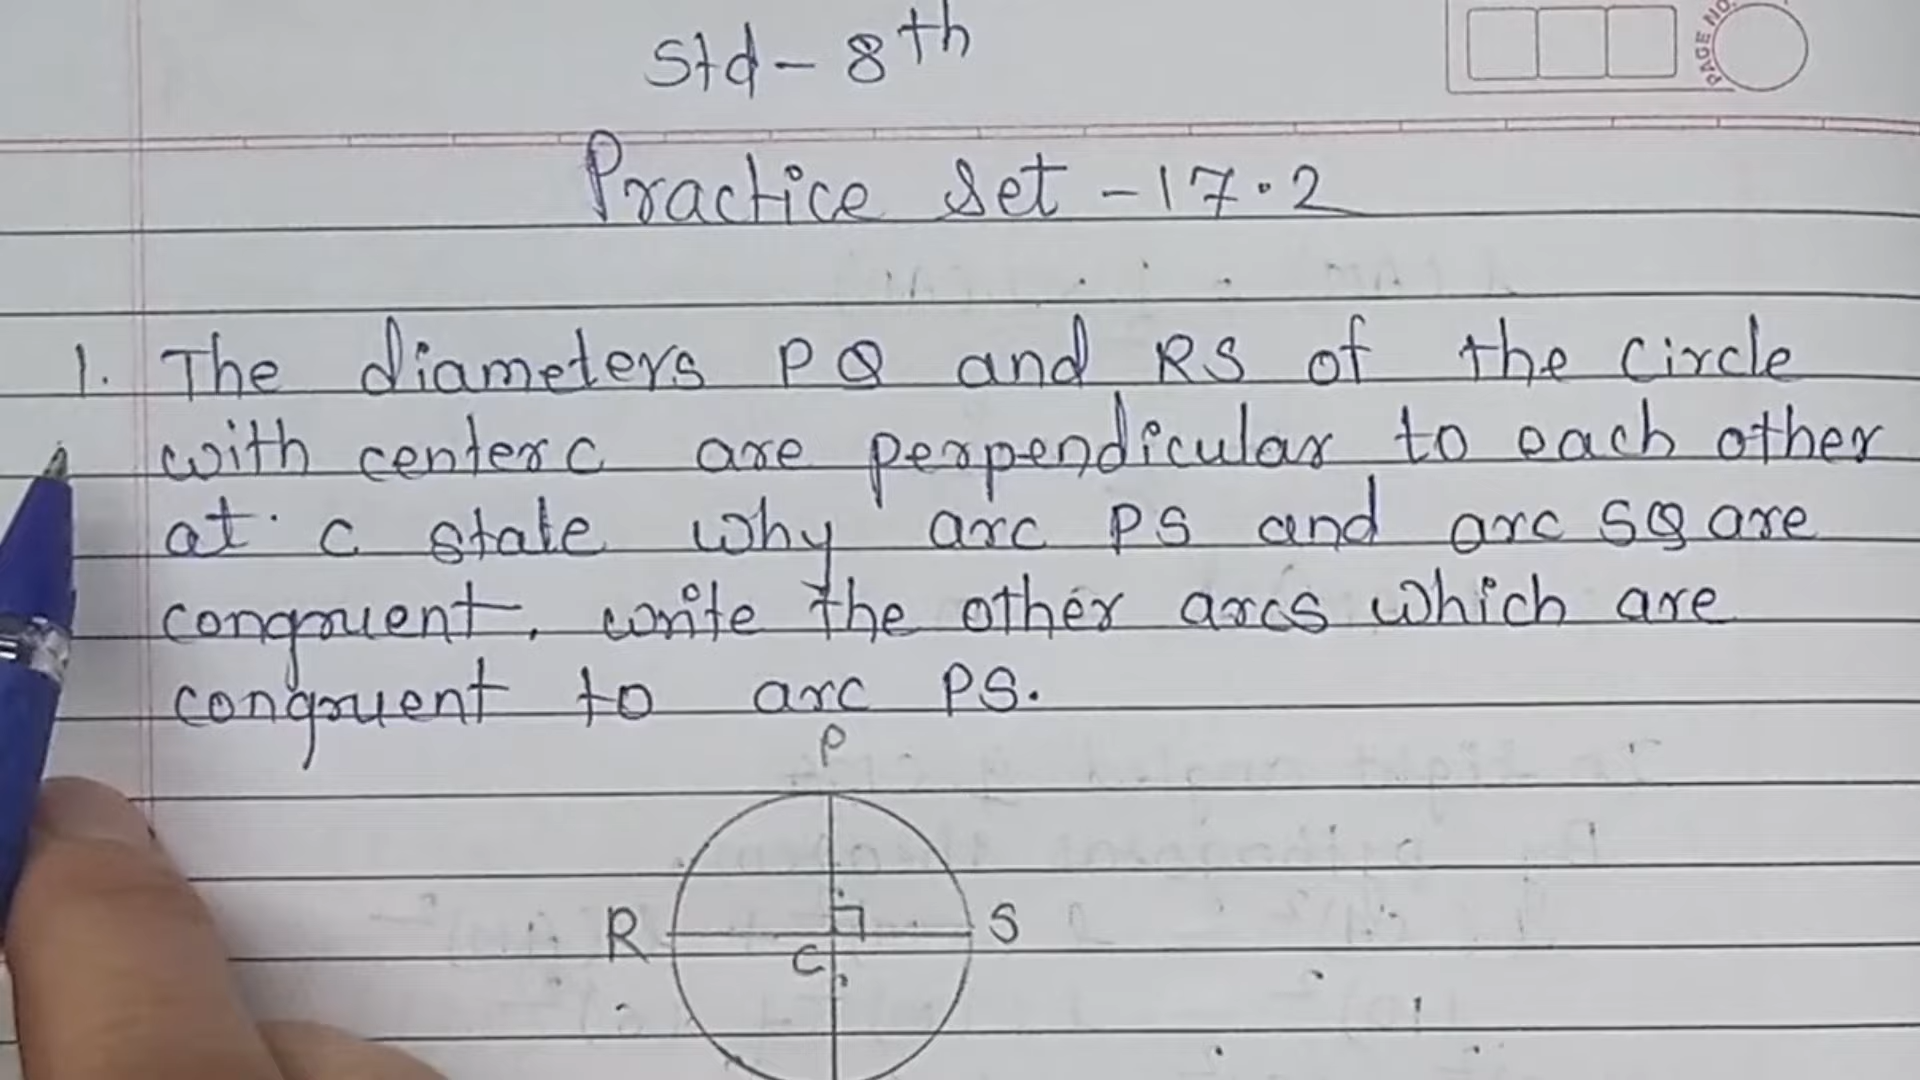 PAGE NO.
Std - 8th
Practice Set - 17.2
1. The diameters PQ and RS of the circle
with center c are perpendicular to each other
at c state why arc PS and arc SQ are
congruent. write the other arcs which are
congruent to arc PS.
P
R
S
C